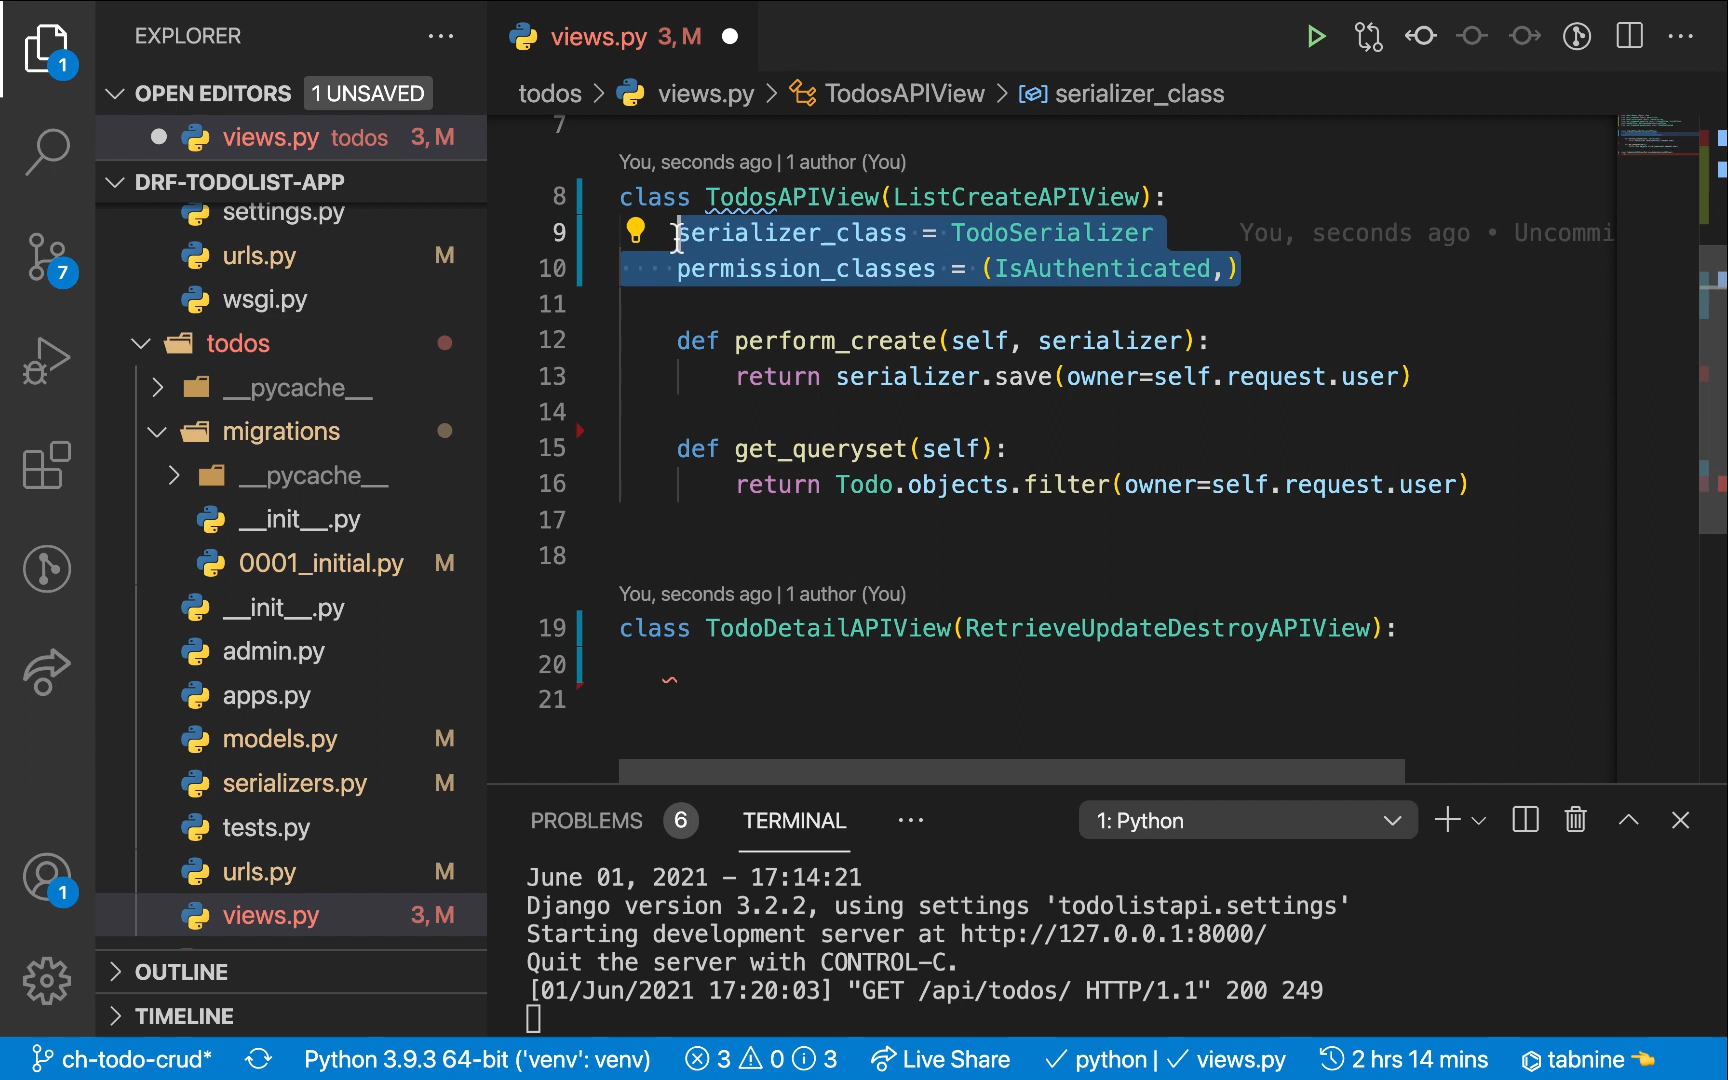 EXPLORER
OPEN EDITORS 1 UNSAVED
views.py todos 3, M
DRF-TODOLIST-APP
settings.py
urls.py M
wsgi.py
todos
__pycache__
migrations
__pycache__
__init__.py
0001_initial.py M
__init__.py
admin.py
apps.py
models.py M
serializers.py M
tests.py
urls.py M
views.py 3, M
OUTLINE
TIMELINE
1
7
1
views.py 3, M
todos > views.py > TodosAPIView > serializer_class
7
You, seconds ago | 1 author (You)
8 class TodosAPIView(ListCreateAPIView):
9 serializer_class = TodoSerializer You, seconds ago • Uncommi
10 permission_classes = (IsAuthenticated,)
11
12 def perform_create(self, serializer):
13 return serializer.save(owner=self.request.user)
14
15 def get_queryset(self):
16 return Todo.objects.filter(owner=self.request.user)
17
18
You, seconds ago | 1 author (You)
19 class TodoDetailAPIView(RetrieveUpdateDestroyAPIView):
20
21
PROBLEMS 6 TERMINAL ··· 1: Python
June 01, 2021 - 17:14:21
Django version 3.2.2, using settings 'todolistapi.settings'
Starting development server at http://127.0.0.1:8000/
Quit the server with CONTROL-C.
[01/Jun/2021 17:20:03] "GET /api/todos/ HTTP/1.1" 200 249
ch-todo-crud* Python 3.9.3 64-bit ('venv': venv) 3 0 3 Live Share python | views.py 2 hrs 14 mins tabnine